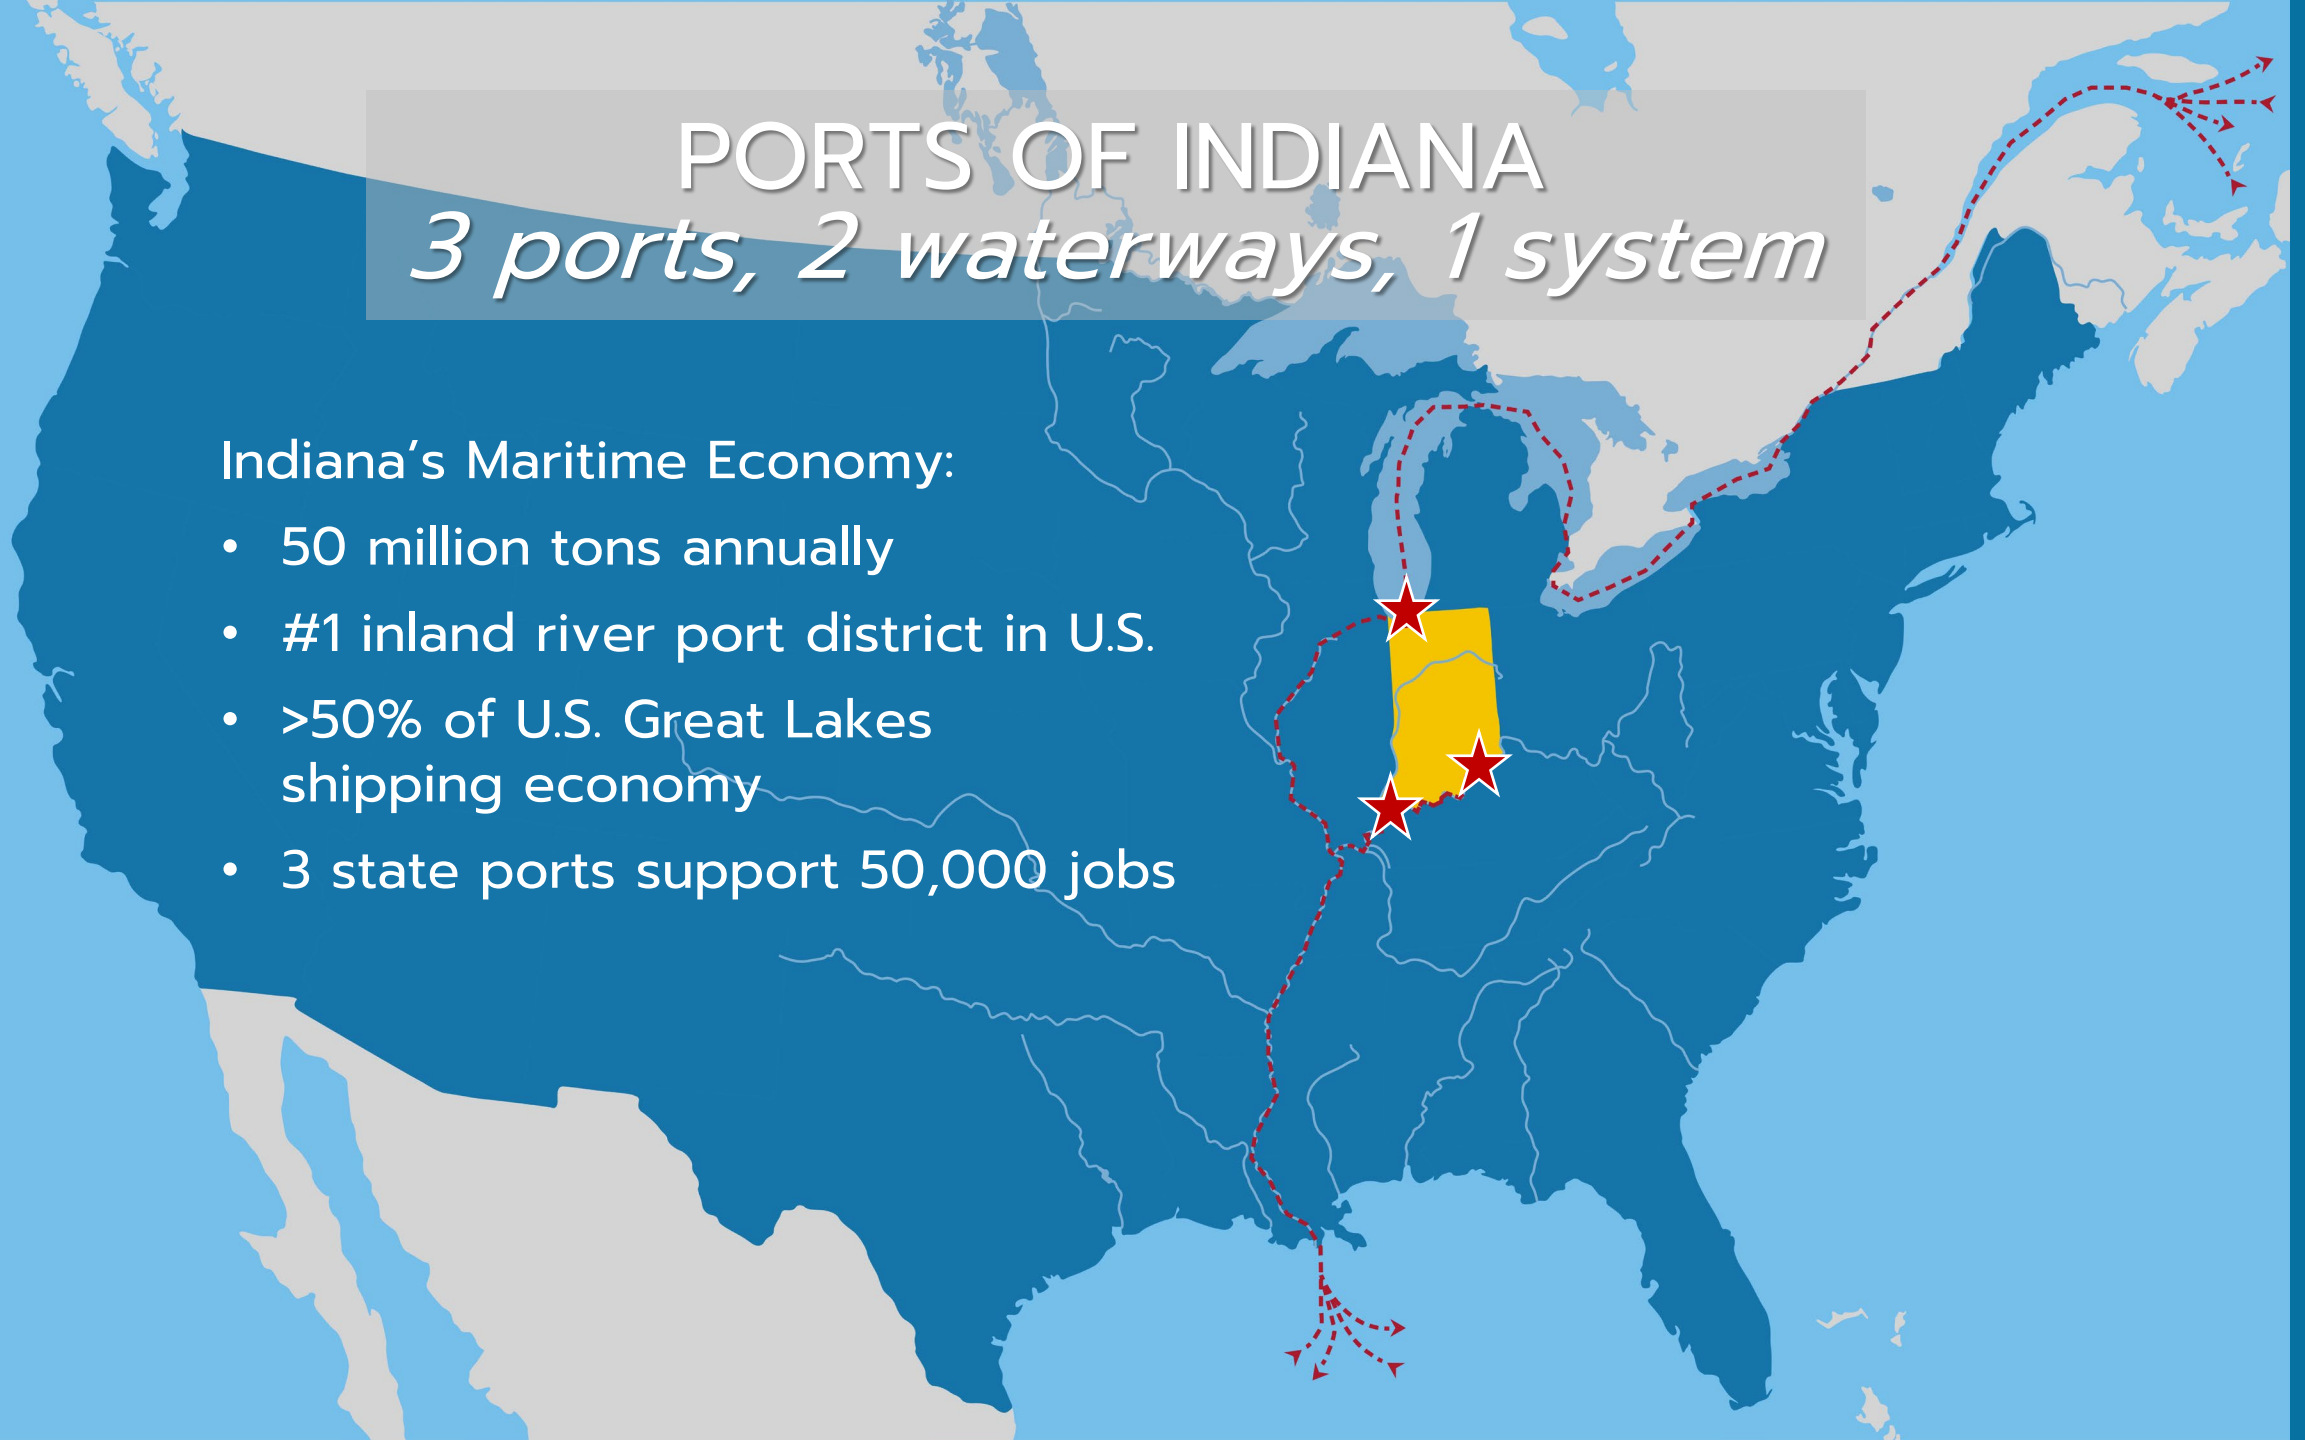 PORTS OF INDIANA
3 ports, 2 waterways, 1 system
Indiana’s Maritime Economy:
• 50 million tons annually
• #1 inland river port district in U.S.
• >50% of U.S. Great Lakes
shipping economy
• 3 state ports support 50,000 jobs